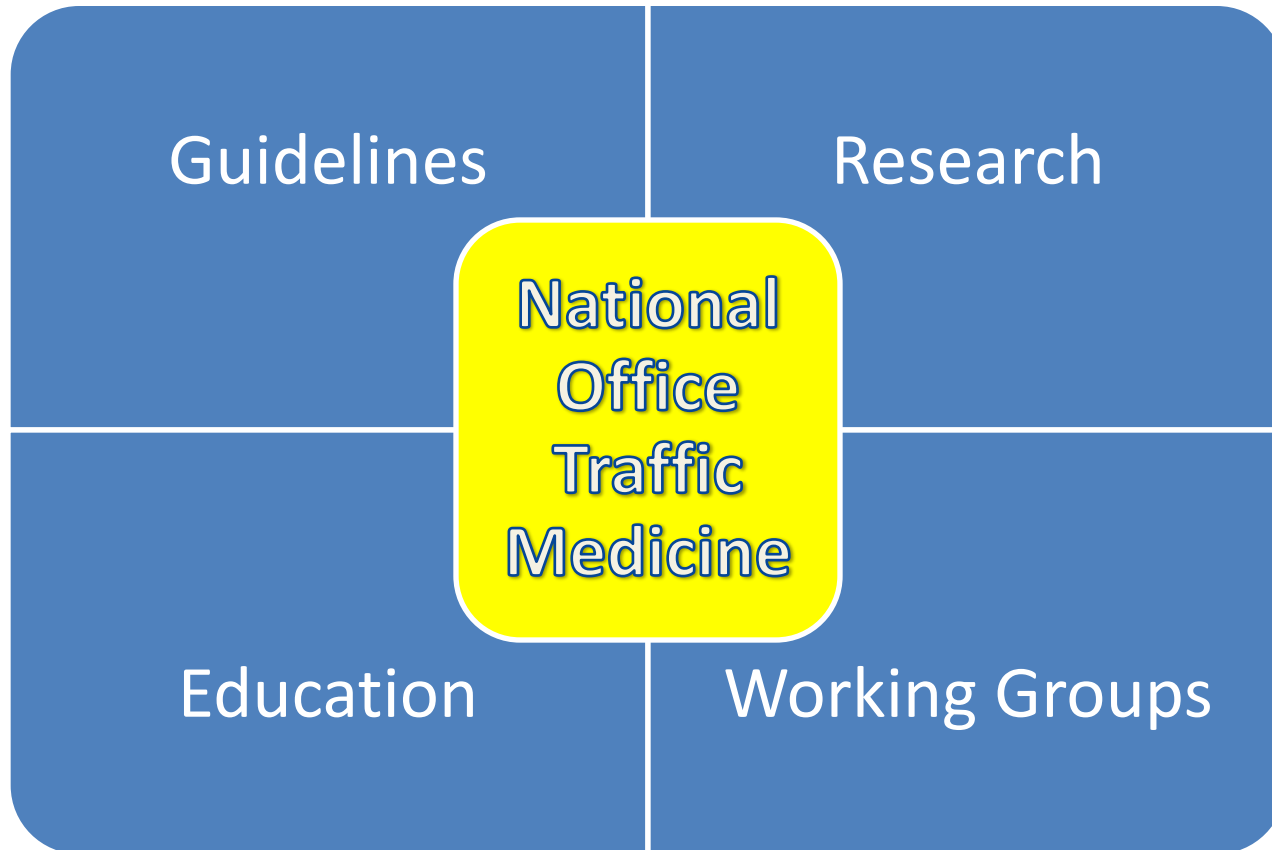 Guidelines
Research
National
Office
Traffic
Medicine
Education
Working Groups